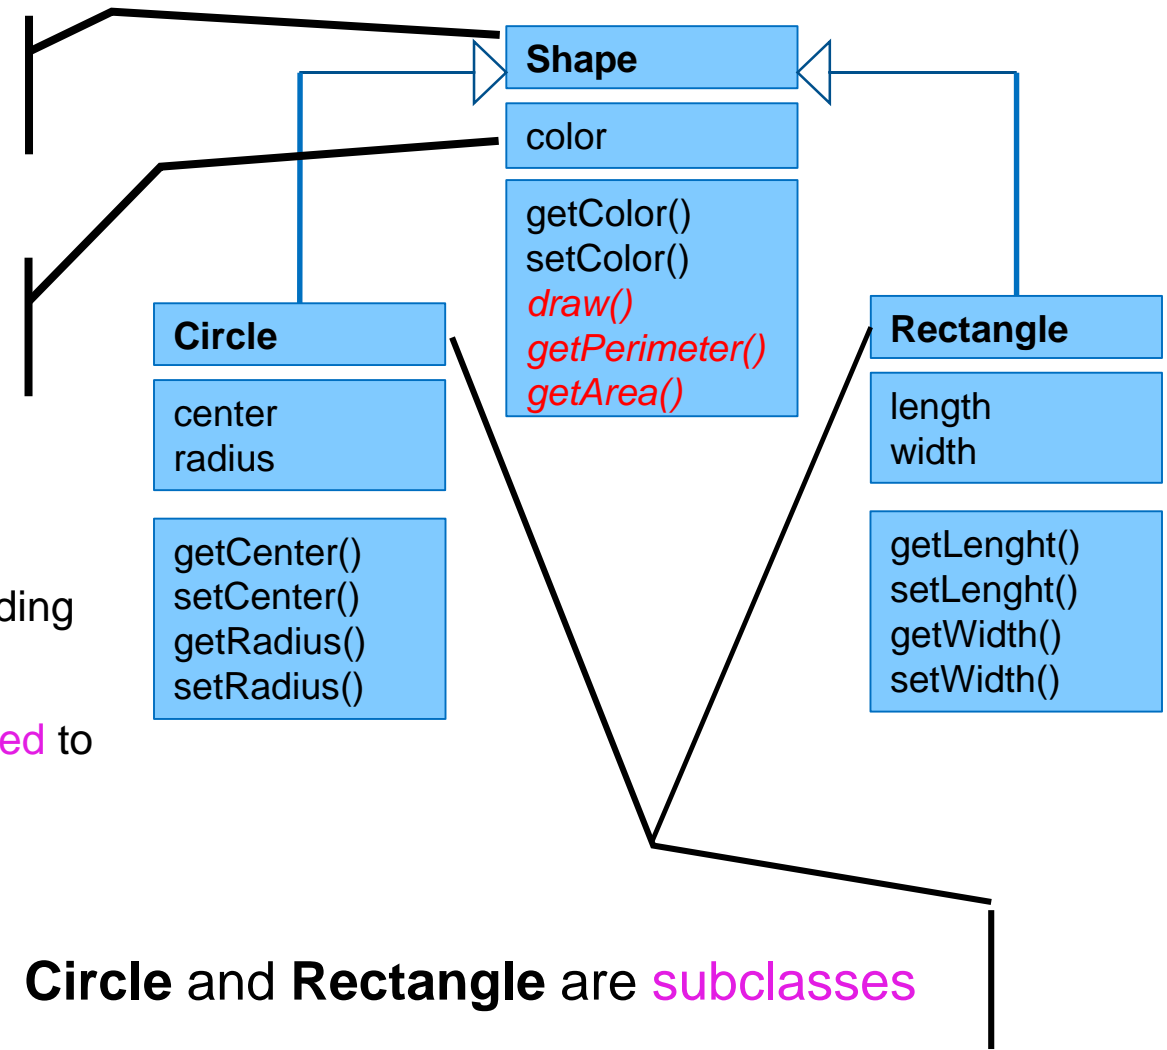 Shape
color
getColor()
setColor()
draw()
getPerimeter()
getArea()
Circle
center
radius
getCenter()
setCenter()
getRadius()
setRadius()
Rectangle
length
width
getLenght()
setLenght()
getWidth()
setWidth()
ding
ed to
Circle and Rectangle are subclasses